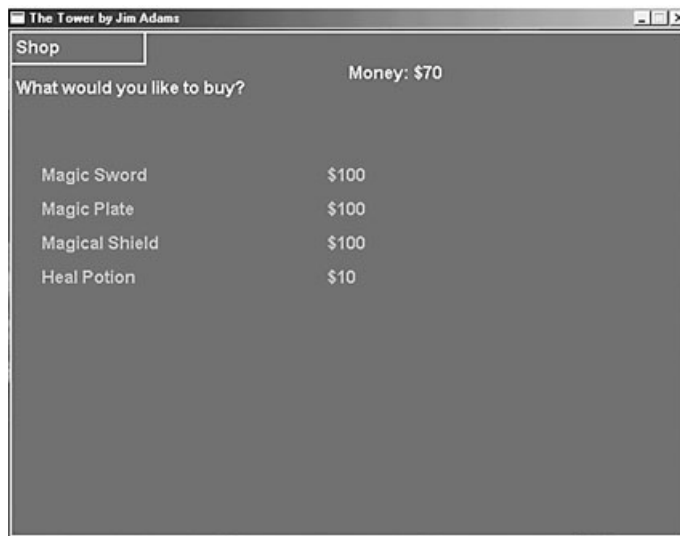 The Tower by Jim Adams
Shop
Money: $70
What would you like to buy?
Magic Sword $100
Magic Plate $100
Magical Shield $100
Heal Potion $10